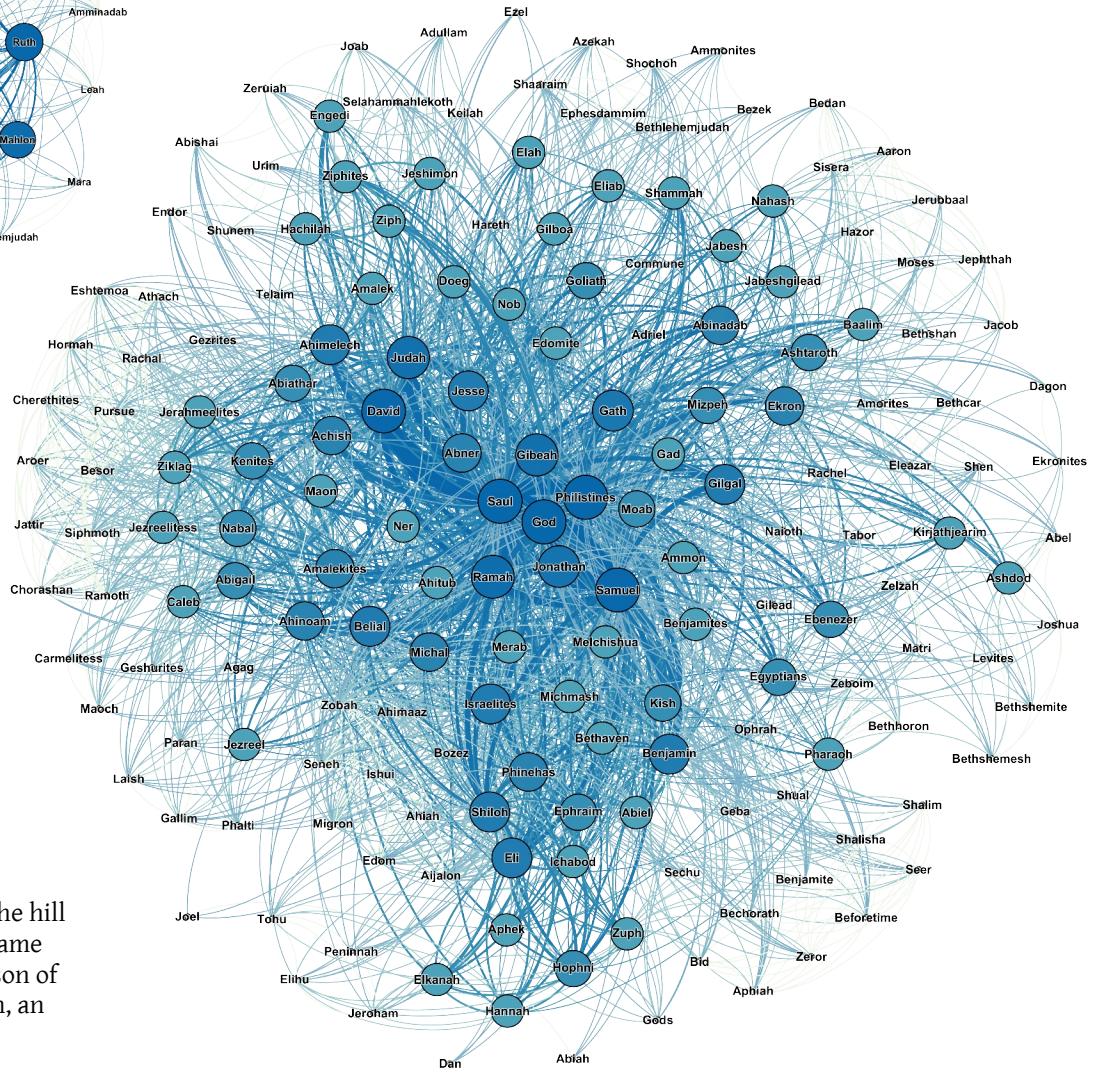 Amminadab
Ezel
Adullam
Ruth
Joab
Azekah
Ammonites
Shochoh
Shaaraim
Leah
Zeruiah
Selahammahlekoth
Bedan
Engedi
Keilah
Ephesdammim
Bezek
Bethlehemjudah
Mahlon
Abishai
Elah
Aaron
Urim
Ziphites
Jeshimon
Sisera
Mara
Eliab
Shammah
Nahash
Jerubbaal
Endor
Ziph
Shunem
Hachilah
Hareth
Gilboa
Hazor
emjudah
Jabesh
Commune
Moses
Jephthah
Amalek
Doeg
Goliath
Jabeshgilead
Eshtemoa
Athach
Telaim
Nob
Abinadab
Baalim
Jacob
Hormah
Gezrites
Ahimelech
Edomite
Adriel
Bethshan
Rachal
Judah
Ashtaroth
Abiathar
Jesse
Dagon
Cherethites
Pursue
Jerahmeelites
David
Gath
Mizpeh
Ekron
Amorites
Bethcar
Achish
Abner
Gibeah
Gad
Aroer
Besor
Ziklag
Kenites
Ekronites
Eleazar
Shen
Rachel
Maon
Saul
Philistines
Gilgal
Moab
Jattir
Siphmoth
Jezreelitess
Nabal
Ner
God
Naioth
Tabor
Kirjathjearim
Abel
Amalekites
Jonathan
Ammon
Chorashan
Ramoth
Abigail
Ahitub
Ramah
Samuel
Zelzah
Ashdod
Caleb
Gilead
Ahinoam
Belial
Benjamites
Ebenezer
Joshua
Michal
Merab
Melchishua
Matri
Carmelitess
Geshurites
Agag
Levites
Egyptians
Zeboim
Maoch
Zobah
Ahimaaz
Israelites
Michmash
Kish
Bethshemite
Paran
Jezreel
Bozez
Bethaven
Benjamin
Ophrah
Bethhoron
Pharaoh
Bethshemesh
Laish
Seneh
Ishui
Phinehas
Gallim
Phalti
Migron
Ahiah
Shiloh
Ephraim
Abiel
Geba
Shual
Shalim
Shalisha
Edom
Aijalon
Eli
Ichabod
Sechu
Benjamite
Seer
he hill
Joel
Tohu
Bechorath
Beforetime
ame
Aphek
Zuph
son of
Peninnah
Elihu
Elkanah
Hophni
Bid
Zeror
Aphiah
n, an
Jeroham
Hannah
Gods
Dan
Abiah